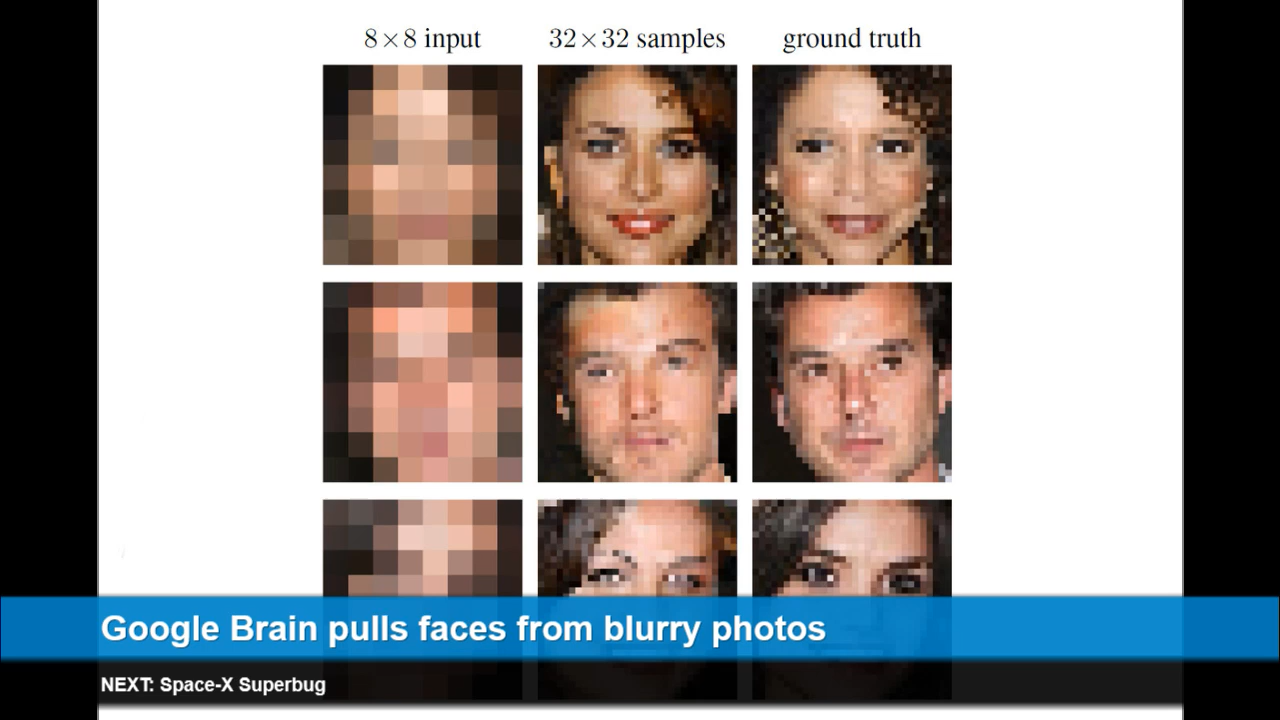 8×8 input 32×32 samples ground truth
Google Brain pulls faces from blurry photos
NEXT: Space-X Superbug